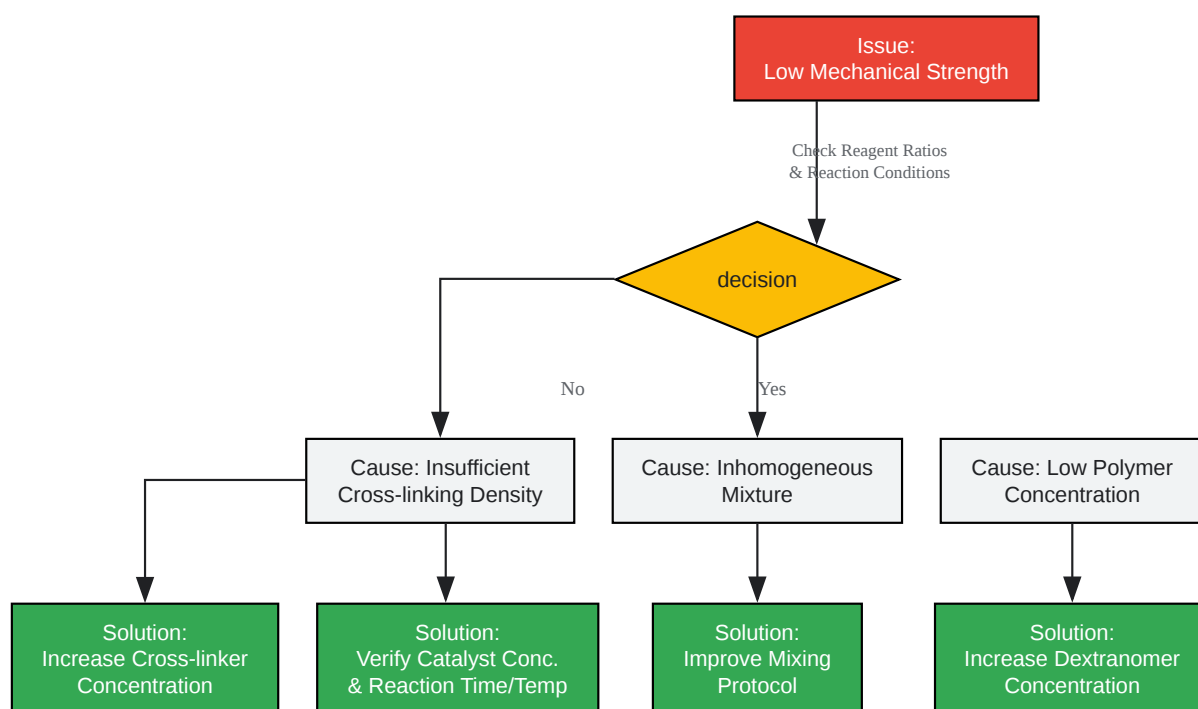 Issue:
Low Mechanical Strength
Check Reagent Ratios
& Reaction Conditions
decision
No
Yes
Cause: Insufficient
Cross-linking Density
Cause: Inhomogeneous
Mixture
Cause: Low Polymer
Concentration
Solution:
Increase Cross-linker
Concentration
Solution:
Verify Catalyst Conc.
& Reaction Time/Temp
Solution:
Improve Mixing
Protocol
Solution:
Increase Dextranomer
Concentration